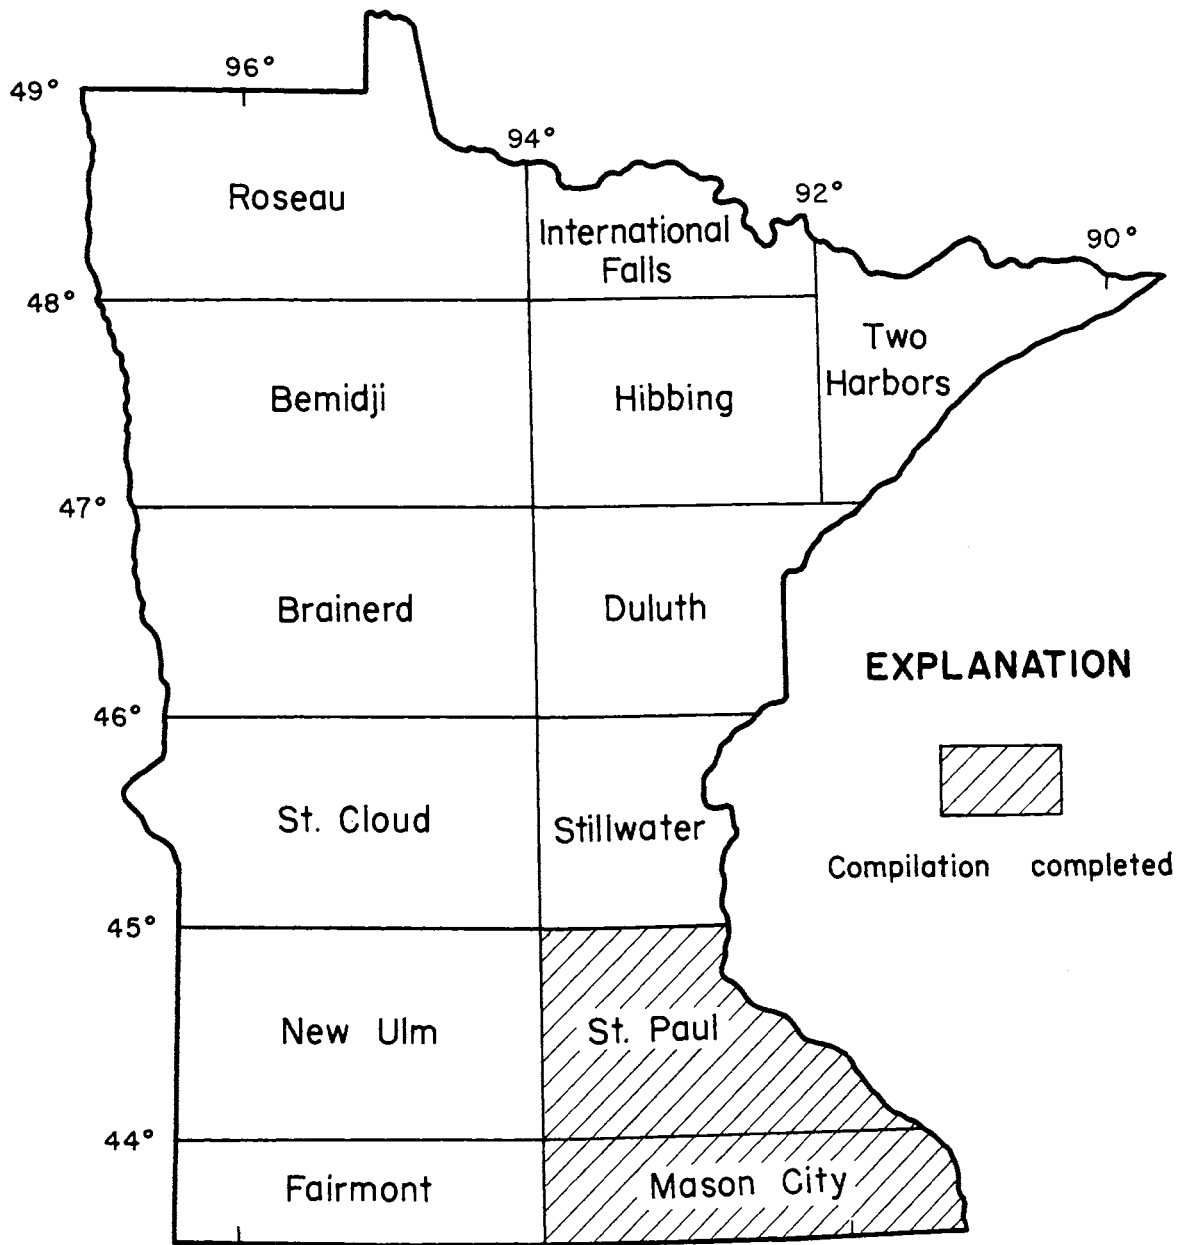 96°
49°
94°
Roseau
92°
International
Falls
90°
48°
Two
Harbors
Bemidji
Hibbing
47°
Brainerd
Duluth
EXPLANATION
46°
St. Cloud
Stillwater
Compilation completed
45°
New Ulm
St. Paul
44°
Fairmont
Mason City